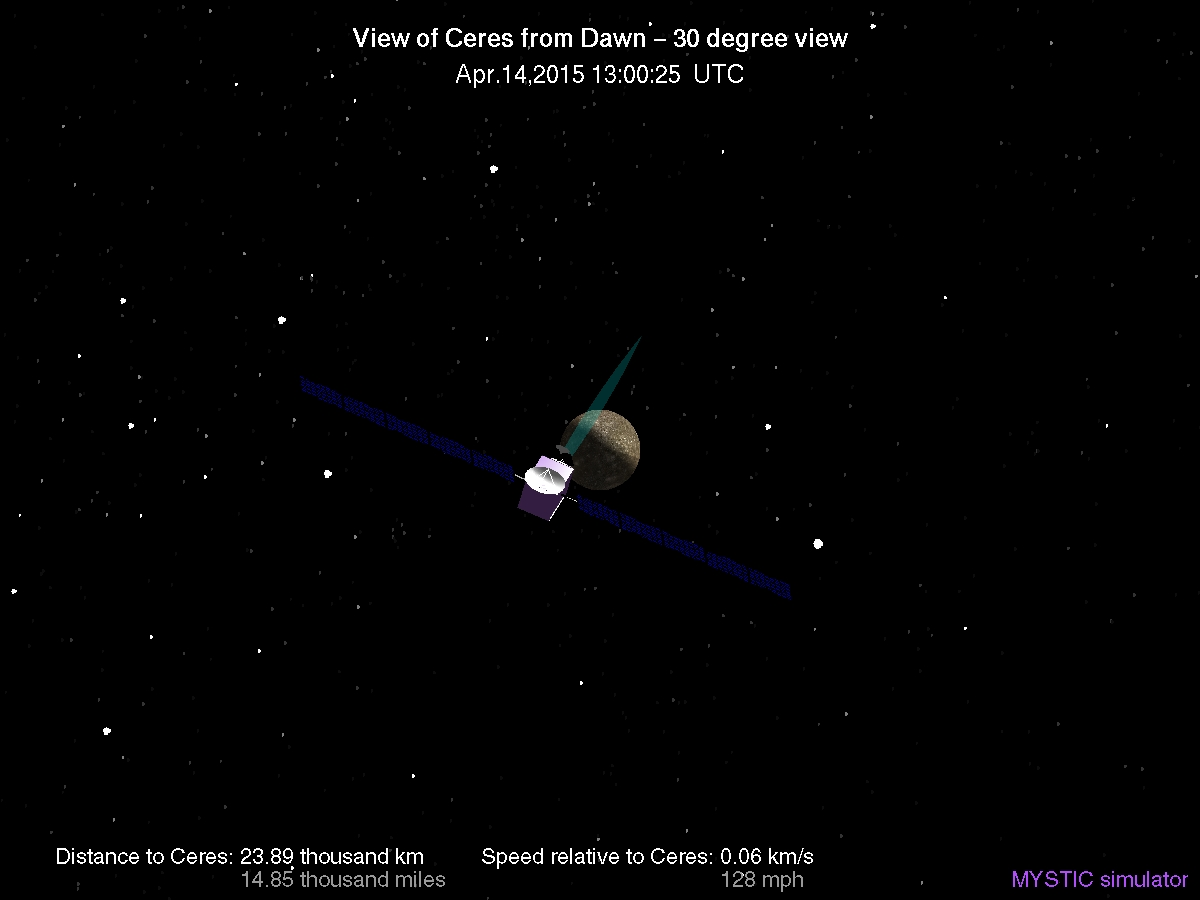 View of Ceres from Dawn – 30 degree view
Apr.14,2015 13:00:25 UTC
Distance to Ceres: 23.89 thousand km Speed relative to Ceres: 0.06 km/s
14.85 thousand miles 128 mph MYSTIC simulator